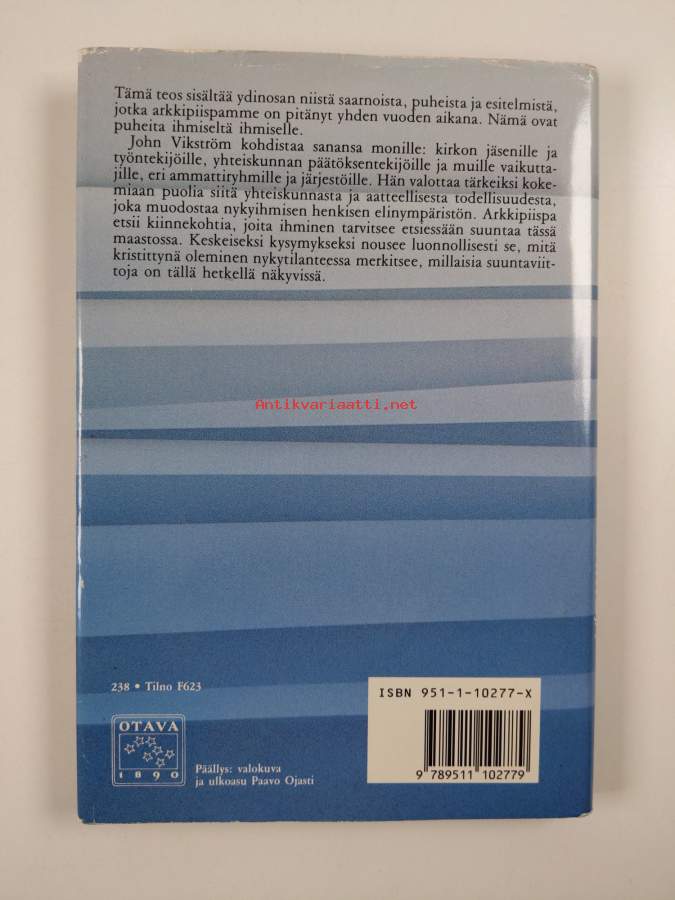 Tämä teos sisältää ydinosan niistä saarnoista, puheista ja esitelmistä,
jotka arkkipiispamme on pitänyt yhden vuoden aikana. Nämä ovat
puheita ihmiseltä ihmiselle.
John Vikström kohdistaa sanansa monille: kirkon jäsenille ja
työntekijöille, yhteiskunnan päätöksentekijöille ja muille vaikutta-
jille, eri ammattiryhmille ja järjestöille. Hän valottaa tärkeiksi koke-
miaan puolia siitä yhteiskunnasta ja aatteellisesta todellisuudesta,
joka muodostaa nykyihmisen henkisen elinympäristön. Arkkipiispa
etsii kiinnekohtia, joita ihminen tarvitsee etsiessään suuntaa tässä
maastossa. Keskeiseksi kysymykseksi nousee luonnollisesti se, mitä
kristittynä oleminen nykytilanteessa merkitsee, millaisia suuntaviit-
toja on tällä hetkellä näkyvissä.
Antikvariaatti.net
238 • Tilno F623
OTAVA
1890
Päällys: valokuva
ja ulkoasu Paavo Ojasti
ISBN 951-1-10277-X
9 789511 102779